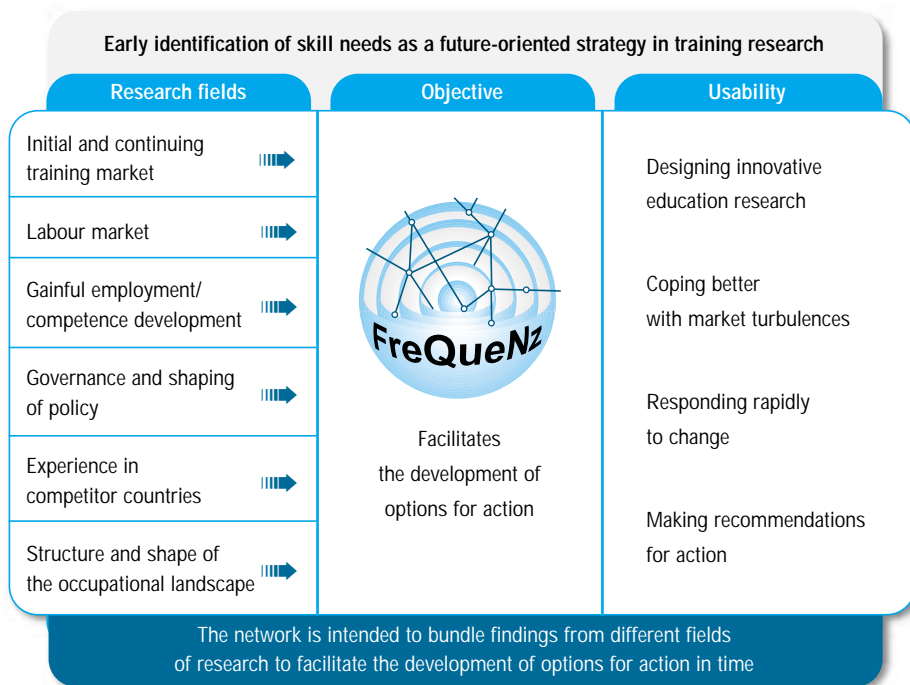 Early identification of skill needs as a future-oriented strategy in training research
Research fields
Initial and continuing
training market
Labour market
Gainful employment/
competence development
Governance and shaping
of policy
Experience in
competitor countries
Structure and shape of
the occupational landscape
Objective
FreQueNz
Facilitates
the development of
options for action
Usability
Designing innovative
education research
Coping better
with market turbulences
Responding rapidly
to change
Making recommendations
for action
The network is intended to bundle findings from different fields
of research to facilitate the development of options for action in time